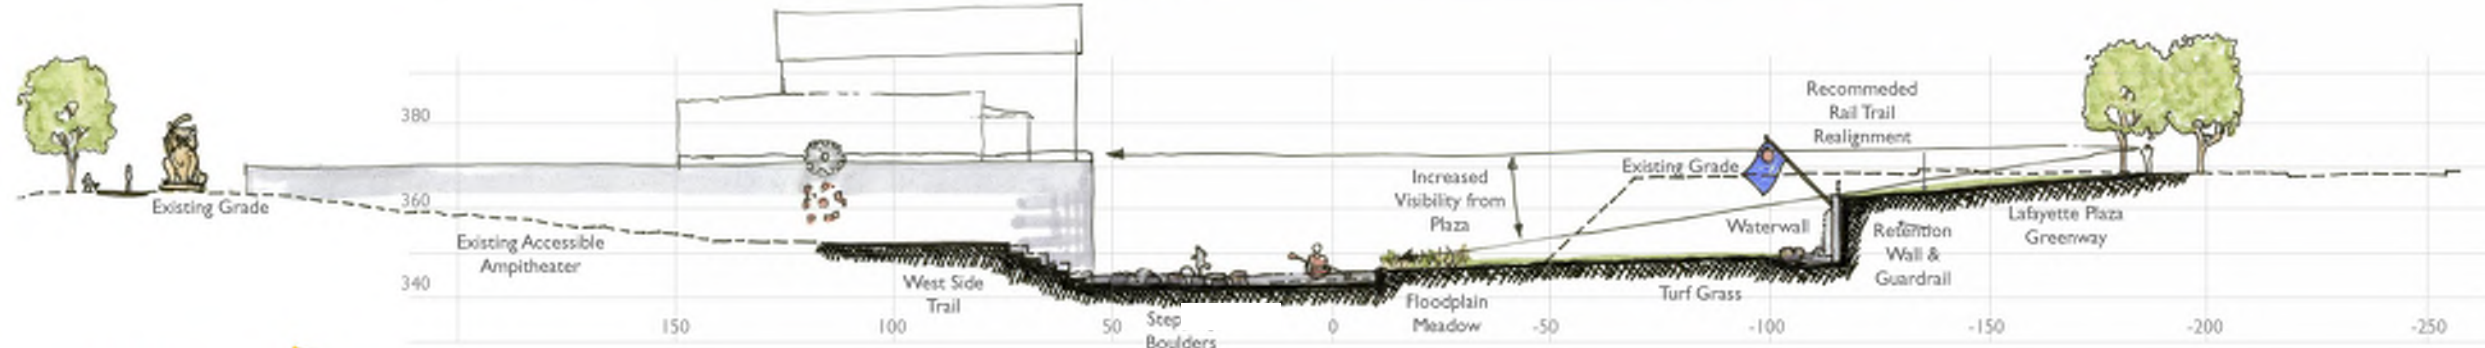 380
360
340
Existing Grade
Existing Accessible
Ampitheater
West Side
Trail
Step
Boulders
Floodplain
Meadow
Increased
Visibility from
Plaza
Existing Grade
Recommeded
Rail Trail
Realignment
Waterwall
Turf Grass
Retention
Wall &
Guardrail
Lafayette Plaza
Greenway
150
100
50
0
-50
-100
-150
-200
-250